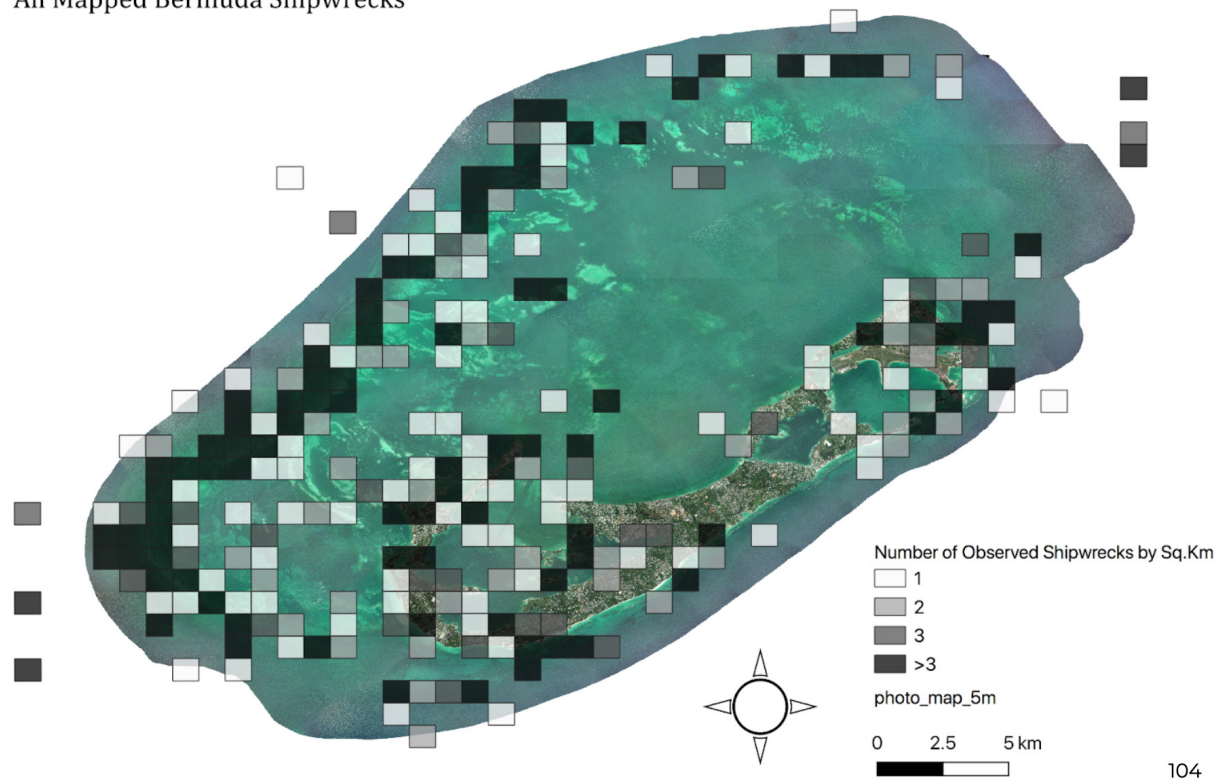 All Mapped Bermuda Shipwrecks
Number of Observed Shipwrecks by Sq.Km
1
2
3
>3
photo_map_5m
0 2.5 5 km
104